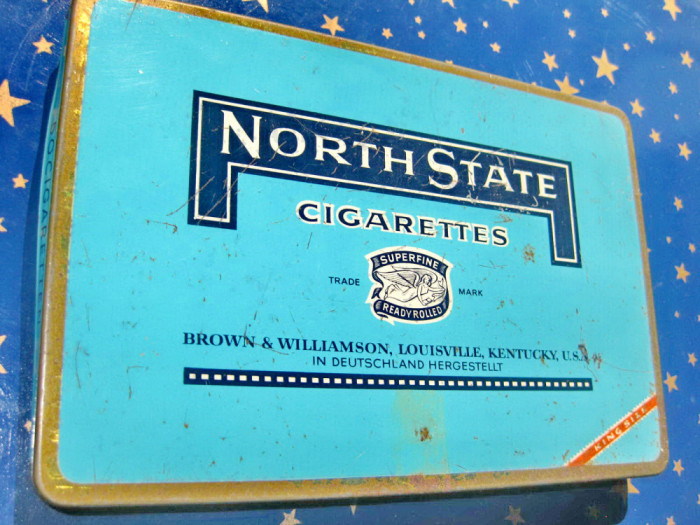 NORTH STATE
CIGARETTES
SUPERFINE
TRADE MARK
READY ROLLED
BROWN & WILLIAMSON, LOUISVILLE, KENTUCKY, U.S.A.
IN DEUTSCHLAND HERGESTELLT
KING SIZE